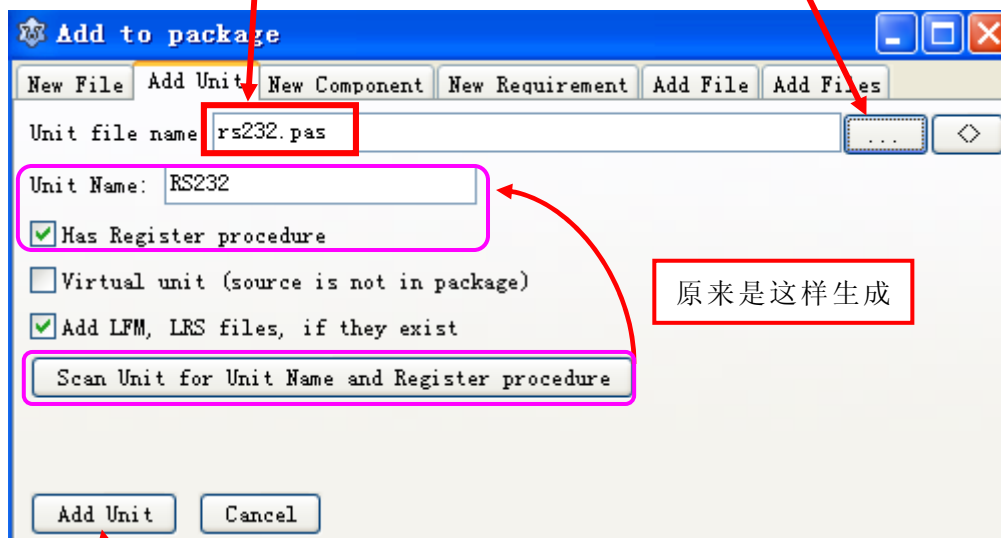 Add to package
New File Add Unit New Component New Requirement Add File Add Files
Unit file name rs232.pas ... <>
Unit Name: RS232
Has Register procedure
Virtual unit (source is not in package)
原来是这样生成
Add LFM, LRS files, if they exist
Scan Unit for Unit Name and Register procedure
Add Unit Cancel